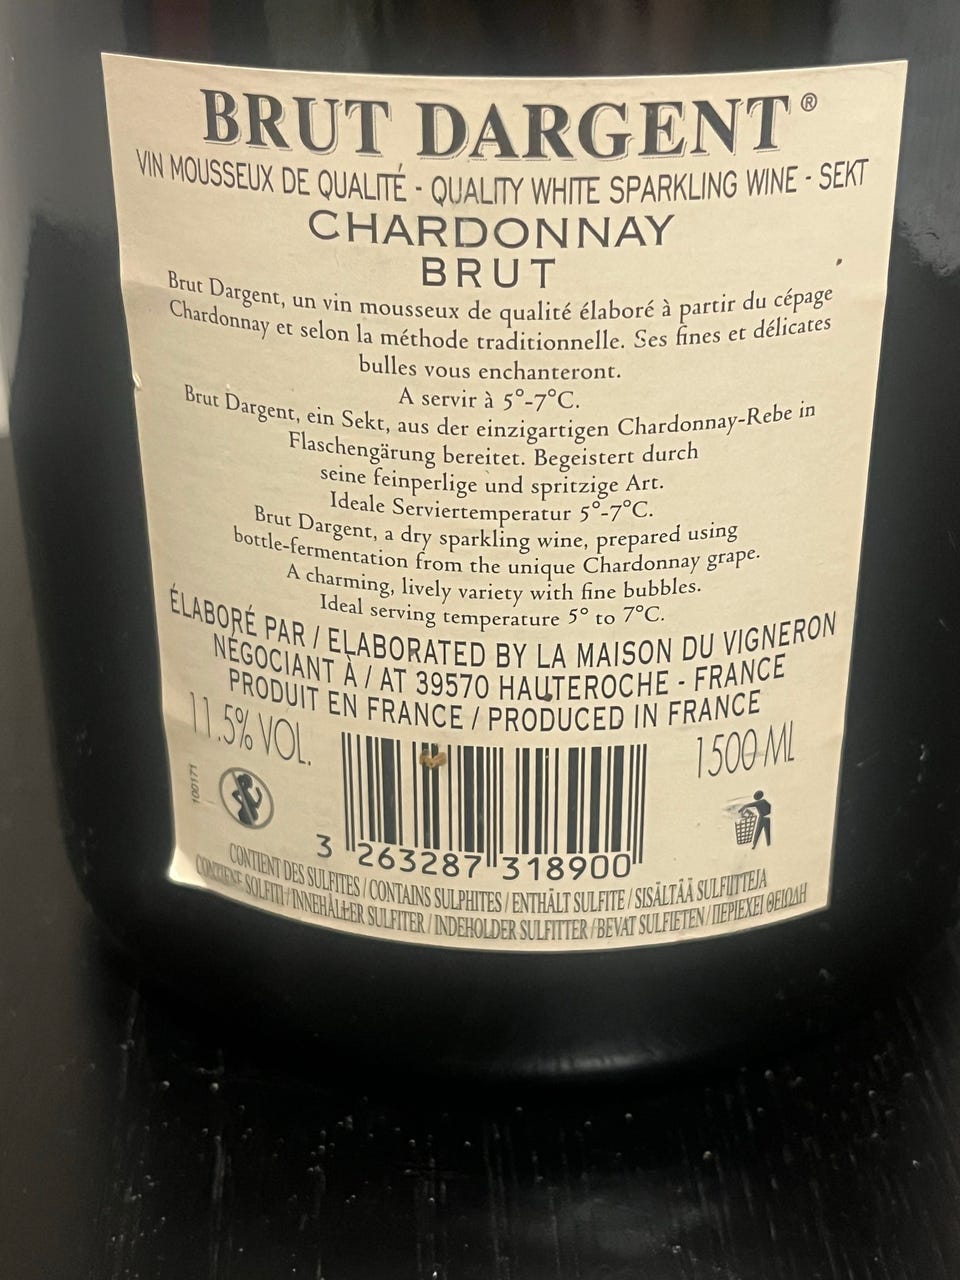 BRUT DARGENT®
VIN MOUSSEUX DE QUALITÉ - QUALITY WHITE SPARKLING WINE - SEKT
CHARDONNAY
BRUT
Brut Dargent, un vin mousseux de qualité élaboré à partir du cépage
Chardonnay et selon la méthode traditionnelle. Ses fines et délicates
bulles vous enchanteront.
A servir à 5°-7°C.
Brut Dargent, ein Sekt, aus der einzigartigen Chardonnay-Rebe in
Flaschengärung bereitet. Begeistert durch
seine feinperlige und spritzige Art.
Ideale Serviertemperatur 5°-7°C.
Brut Dargent, a dry sparkling wine, prepared using
bottle-fermentation from the unique Chardonnay grape.
A charming, lively variety with fine bubbles.
Ideal serving temperature 5° to 7°C.
ÉLABORÉ PAR / ELABORATED BY LA MAISON DU VIGNERON
NÉGOCIANT À / AT 39570 HAUTEROCHE - FRANCE
PRODUIT EN FRANCE / PRODUCED IN FRANCE
11.5% VOL.
1500 ML
100171
3 263287 318900
CONTIENT DES SULFITES / CONTAINS SULPHITES / ENTHÄLT SULFITE / SISÄLTÄÄ SULFIITTEJA
CONTIENE SOLFITI / INNEHÅLLER SULFITER / INDEHOLDER SULFITTER / BEVAT SULFIETEN / ΠΕΡΙΕΧΕΙ ΘΕΙΩΔΗ